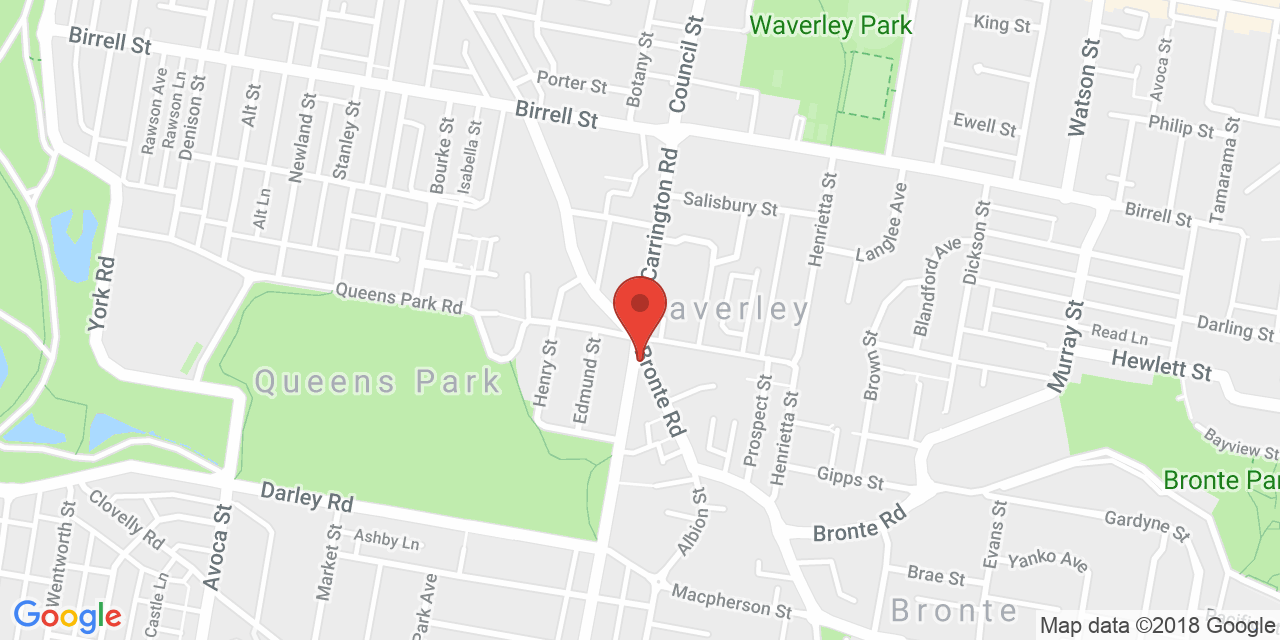 Birrell St
Rawson Ave
Rawson Ln
Denison St
Alt St
Newland St
Stanley St
Bourke St
Isabella St
Alt Ln
Porter St
Birrell St
Botany St
Council St
Waverley Park
King St
Watson St
Avoca St
Ewell St
Philip St
Tamarama St
Birrell St
Carrington Rd
Salisbury St
Henrietta St
Langlee Ave
Blandford Ave
Dickson St
York Rd
Queens Park Rd
Queens Park
Henry St
Edmund St
averley
Bronte Rd
Prospect St
Henrietta St
Brown St
Murray St
Read Ln
Darling St
Hewlett St
Bayview St
Bronte Par
Gipps St
Bronte Rd
Gardyne St
Evans St
Yanko Ave
Brae St
Bronte
Albion St
Macpherson St
Darley Rd
Clovelly Rd
Wentworth St
Castle Ln
Avoca St
Market St
Ashby Ln
Park Ave
Google
Map data ©2018 Google